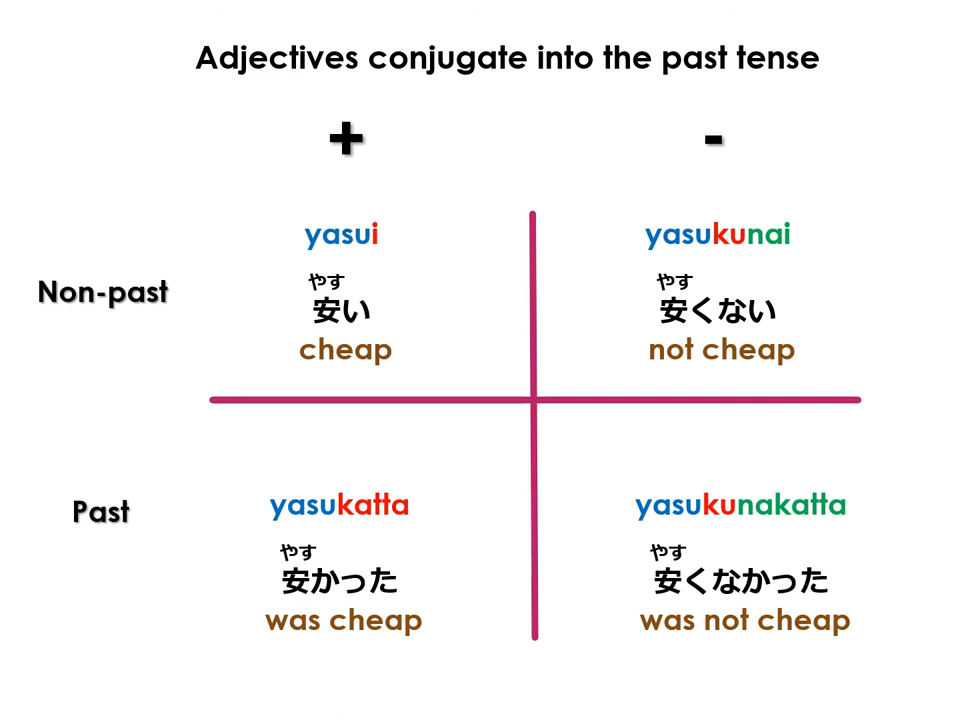 Adjectives conjugate into the past tense
+ -
Non-past
yasui
やす
安い
cheap
yasukunai
やす
安くない
not cheap
Past
yasukatta
やす
安かった
was cheap
yasukunakatta
やす
安くなかった
was not cheap